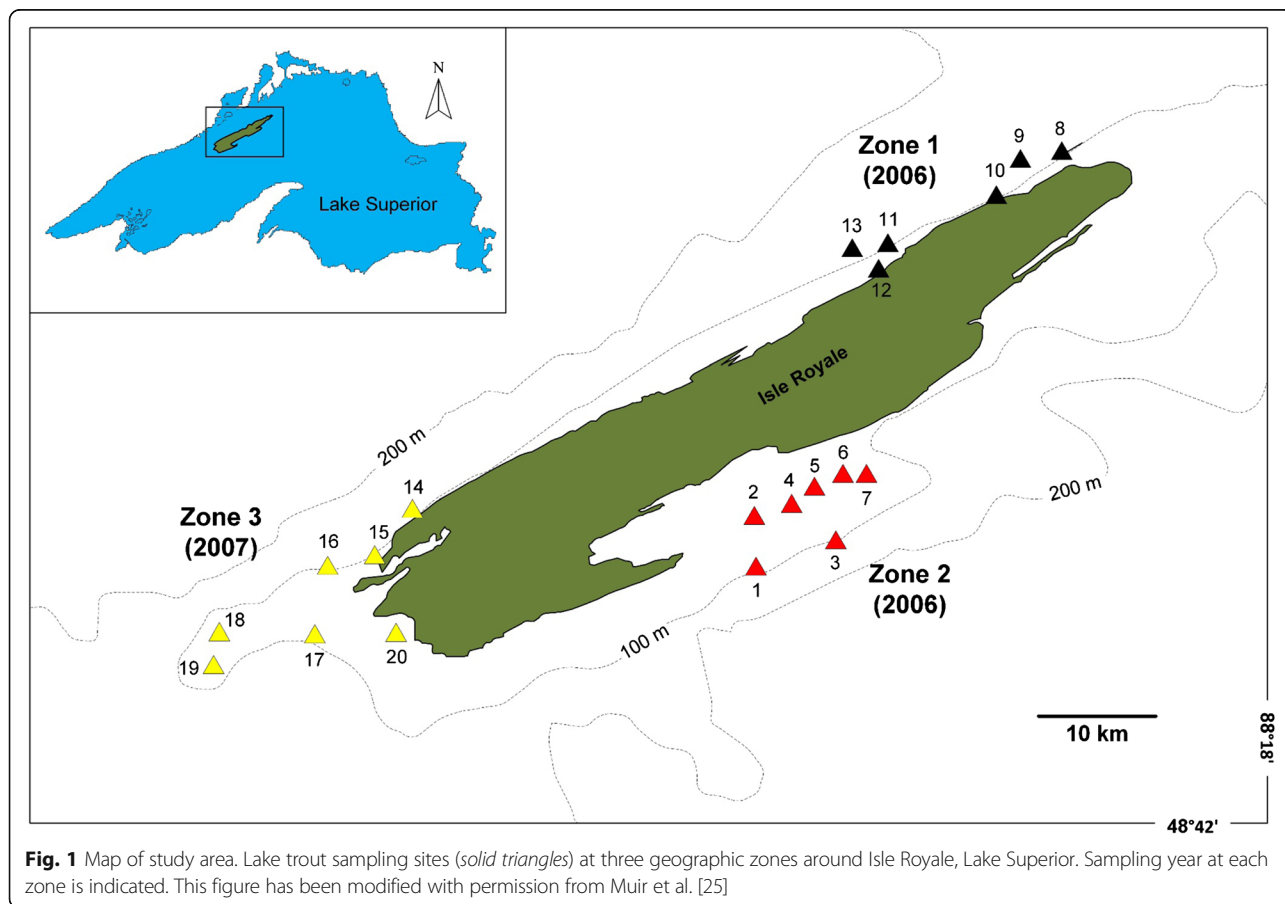 N
Lake Superior
Zone 1
(2006)
9
8
10
13
11
12
Isle Royale
200 m
14
Zone 3
(2007)
16
15
18
19
17
20
2
4
5
6
7
1
3
200 m
Zone 2
(2006)
100 m
10 km
88°18'
48°42'
Fig. 1 Map of study area. Lake trout sampling sites (solid triangles) at three geographic zones around Isle Royale, Lake Superior. Sampling year at each
zone is indicated. This figure has been modified with permission from Muir et al. [25]